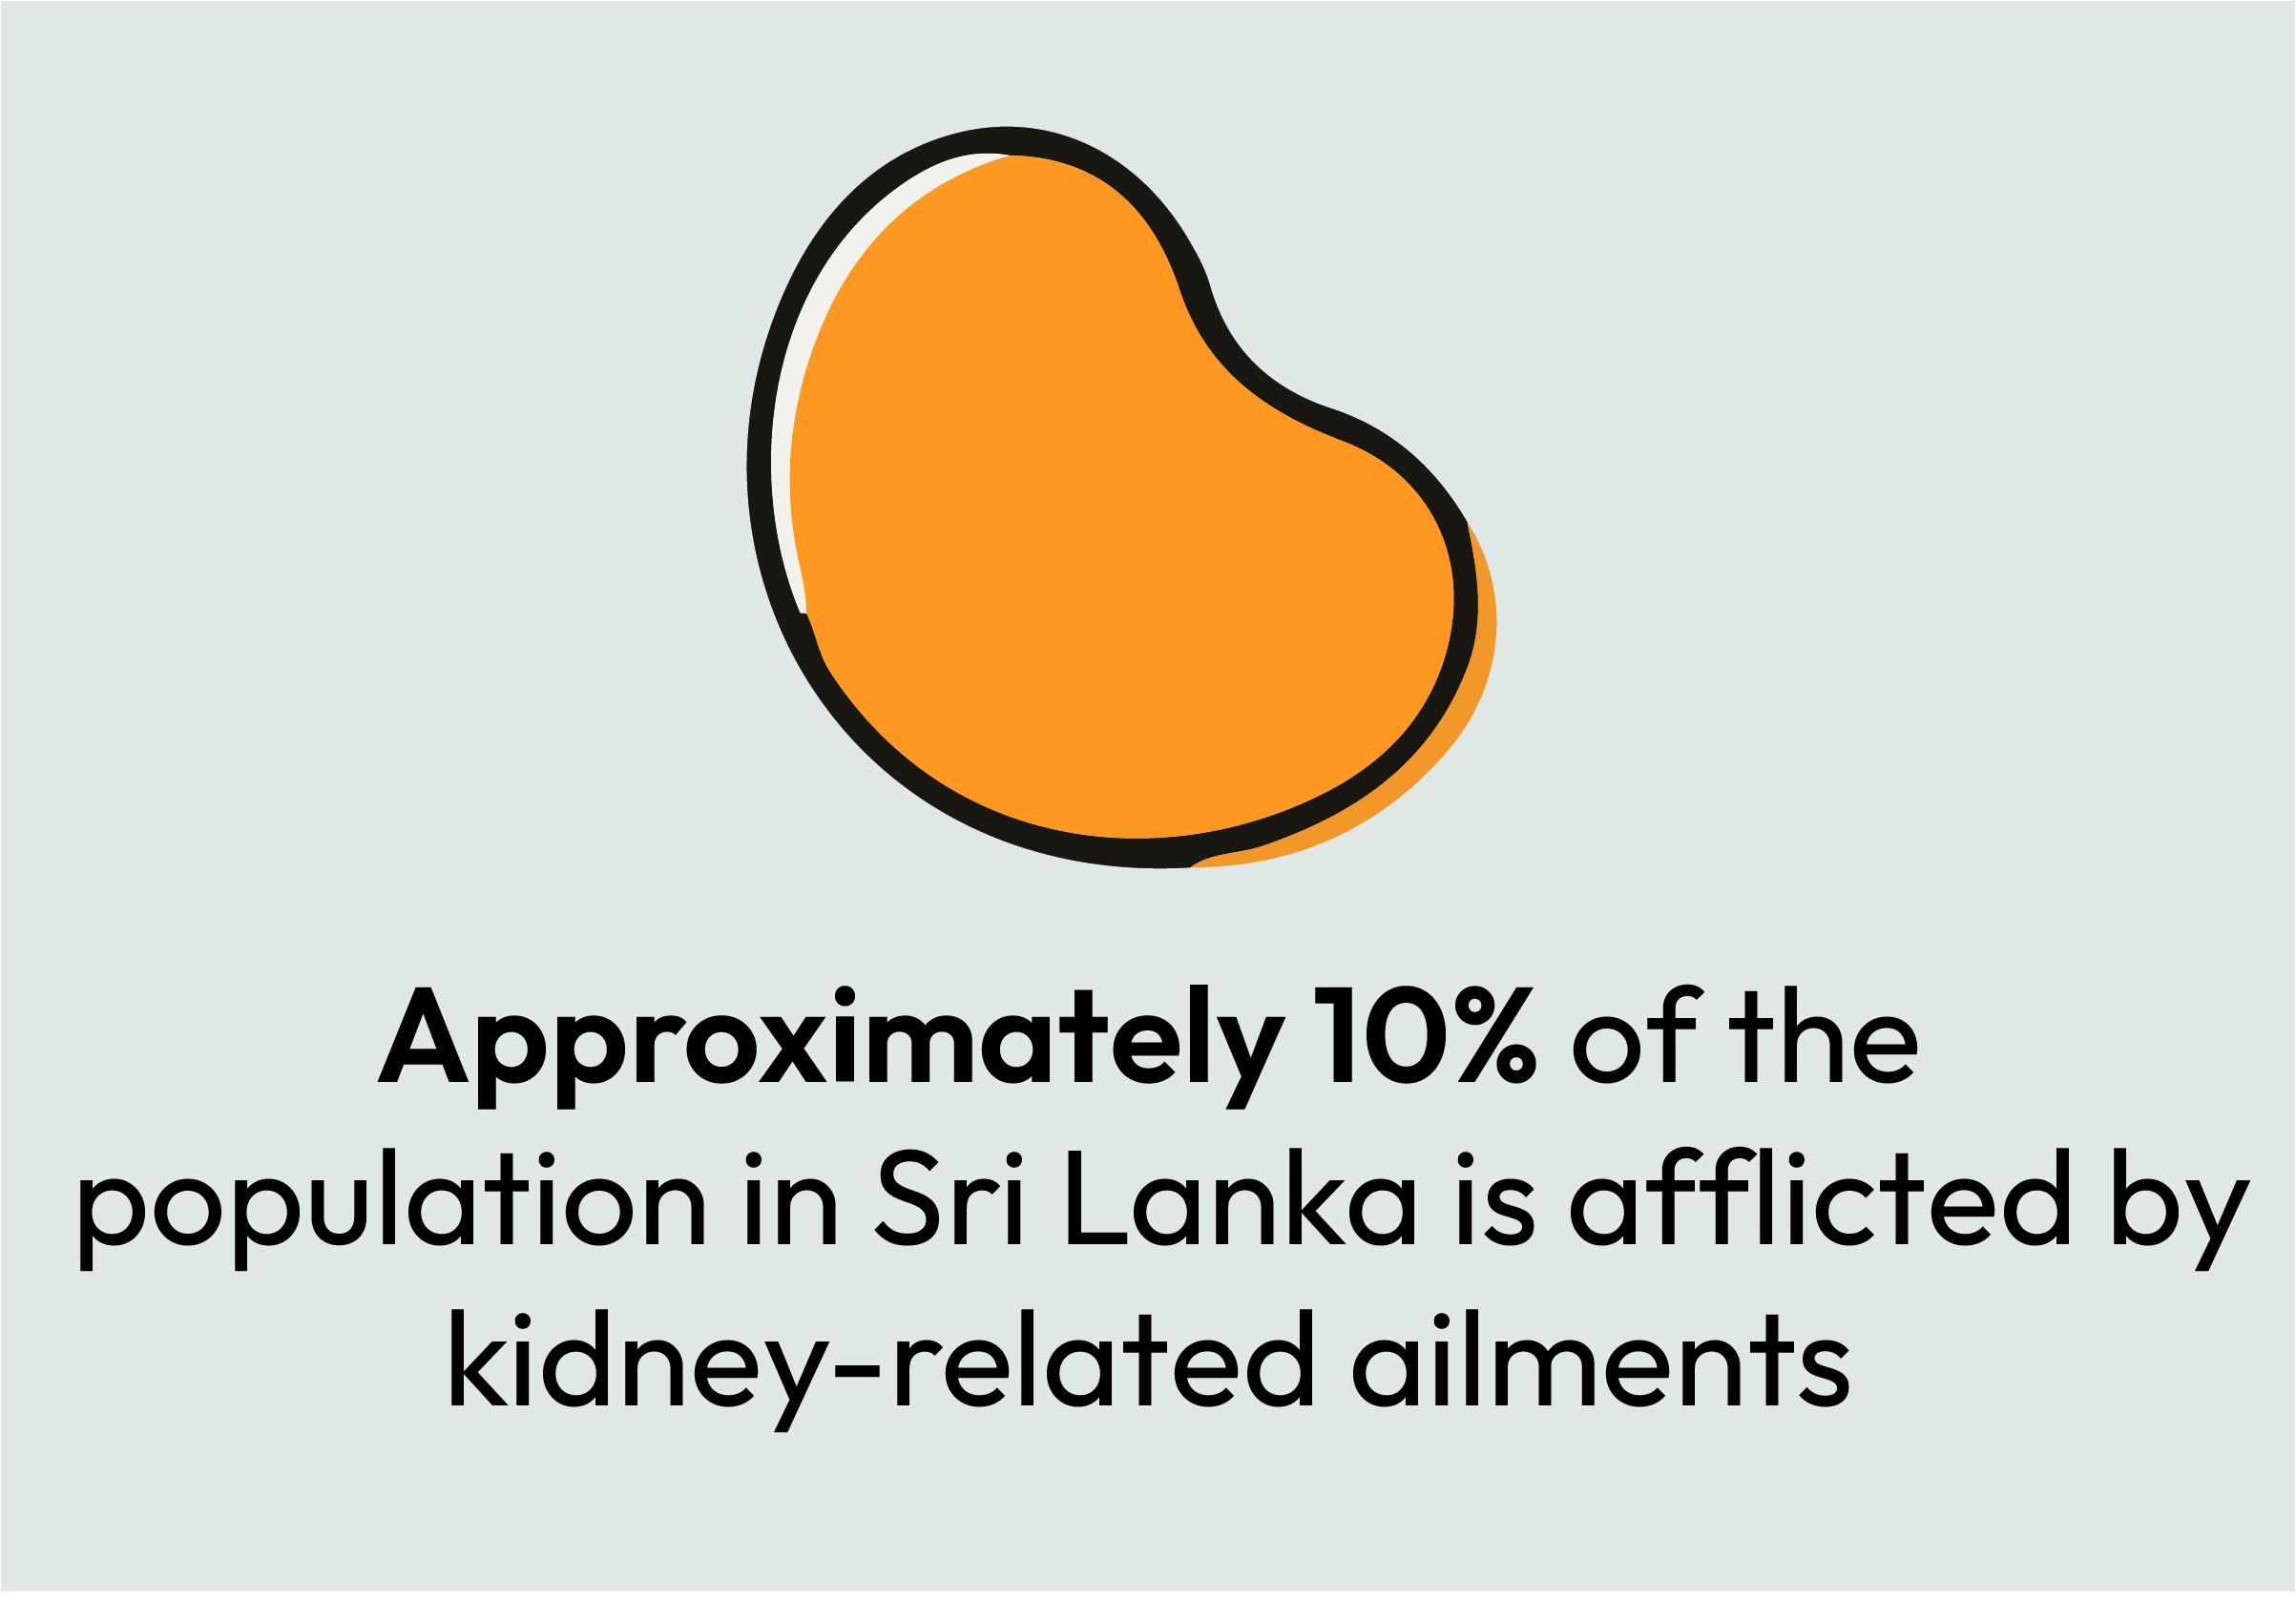 Approximately 10% of the
population in Sri Lanka is afflicted by
kidney-related ailments